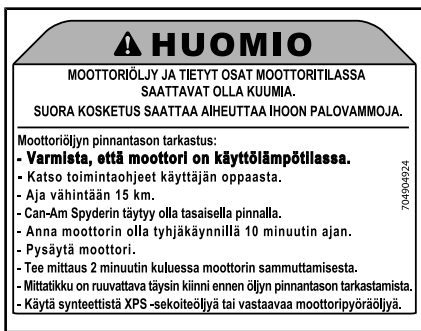 HUOMIO
MOOTTORIÖLJY JA TIETYT OSAT MOOTTORITILASSA
SAATTAVAT OLLA KUUMIA.
SUORA KOSKETUS SAATTAA AIHEUTTAA IHOON PALOVAMMOJA.
Moottoriöljyn pinnantason tarkastus:
- Varmista, että moottori on käyttölämpötilassa.
- Katso toimintaohjeet käyttäjän oppaasta.
- Aja vähintään 15 km.
- Can-Am Spyderin täytyy olla tasaisella pinnalla.
- Anna moottorin olla tyhjäkäynnillä 10 minuutin ajan.
- Pysäytä moottori.
- Tee mittaus 2 minuutin kuluessa moottorin sammuttamisesta.
- Mittatikku on ruuvattava täysin kiinni ennen öljyn pinnantason tarkastamista.
- Käytä synteettistä XPS -sekoiteöljyä tai vastaavaa moottoripyöräöljyä.
704904924